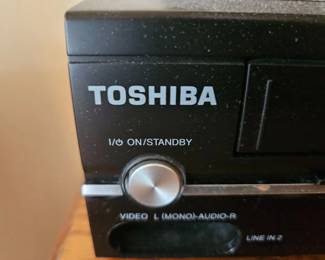 TOSHIBA
I/⏻ ON/STANDBY
VIDEO L (MONO)-AUDIO-R
LINE IN 2